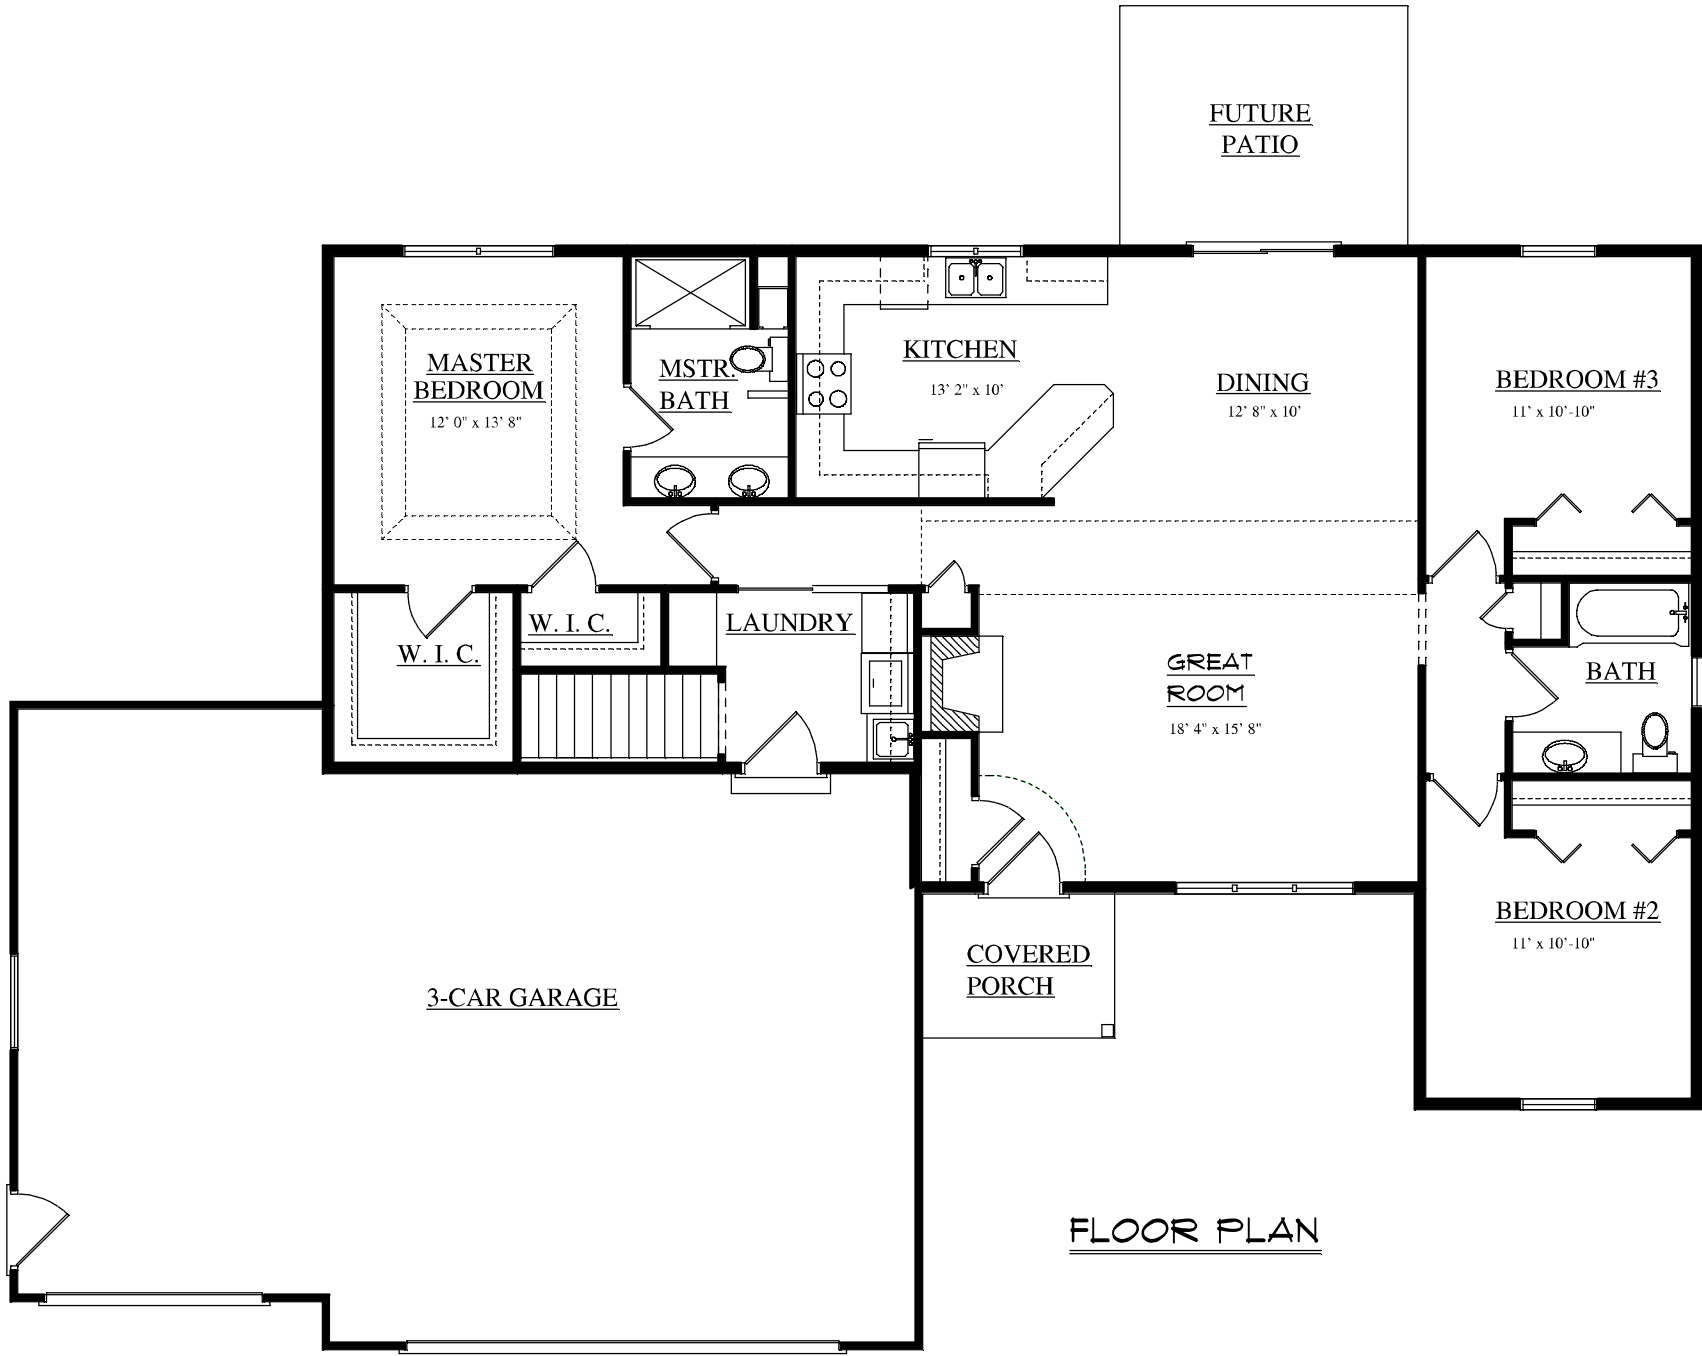 FUTURE
PATIO
MASTER
BEDROOM
12' 0" x 13' 8"
MSTR.
BATH
KITCHEN
13' 2" x 10'
DINING
12' 8" x 10'
BEDROOM #3
11' x 10'-10"
W. I. C.
W. I. C.
LAUNDRY
GREAT
ROOM
18' 4" x 15' 8"
BATH
BEDROOM #2
11' x 10'-10"
COVERED
PORCH
3-CAR GARAGE
FLOOR PLAN